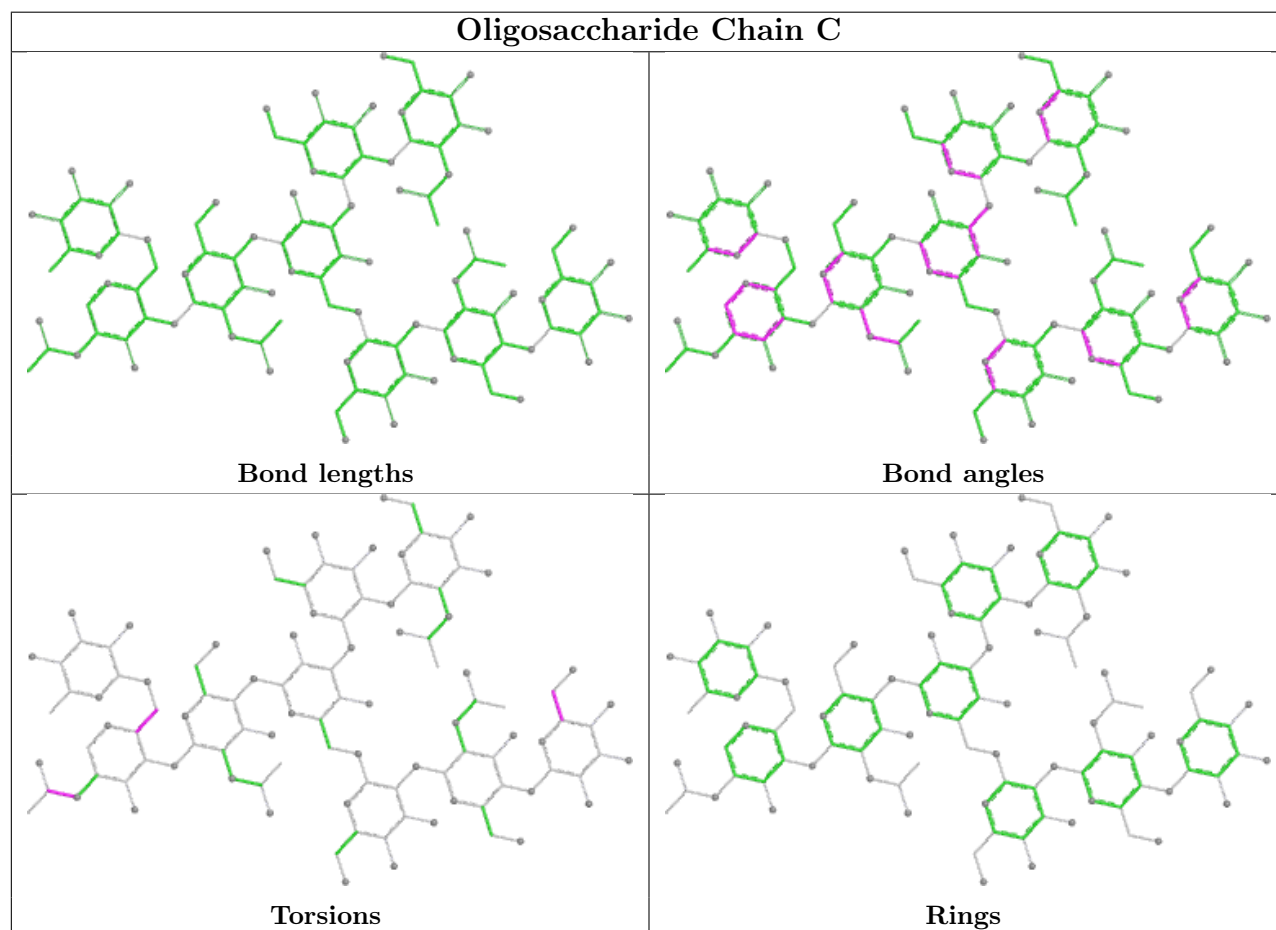 Oligosaccharide Chain C
Bond lengths
Bond angles
Torsions
Rings